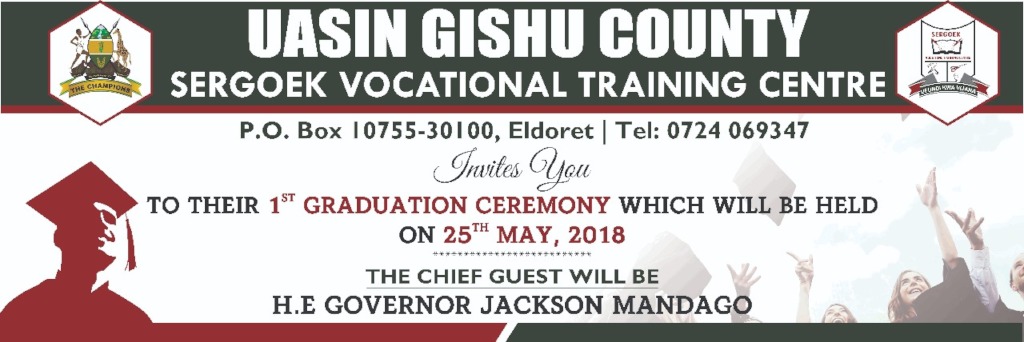 UASIN GISHU COUNTY
SERGOEK VOCATIONAL TRAINING CENTRE
THE CHAMPIONS
SERGOEK
P.O. Box 10755-30100, Eldoret | Tel: 0724 069347
Invites You
TO THEIR 1ST GRADUATION CEREMONY WHICH WILL BE HELD
ON 25TH MAY, 2018
*************************
THE CHIEF GUEST WILL BE
H.E GOVERNOR JACKSON MANDAGO